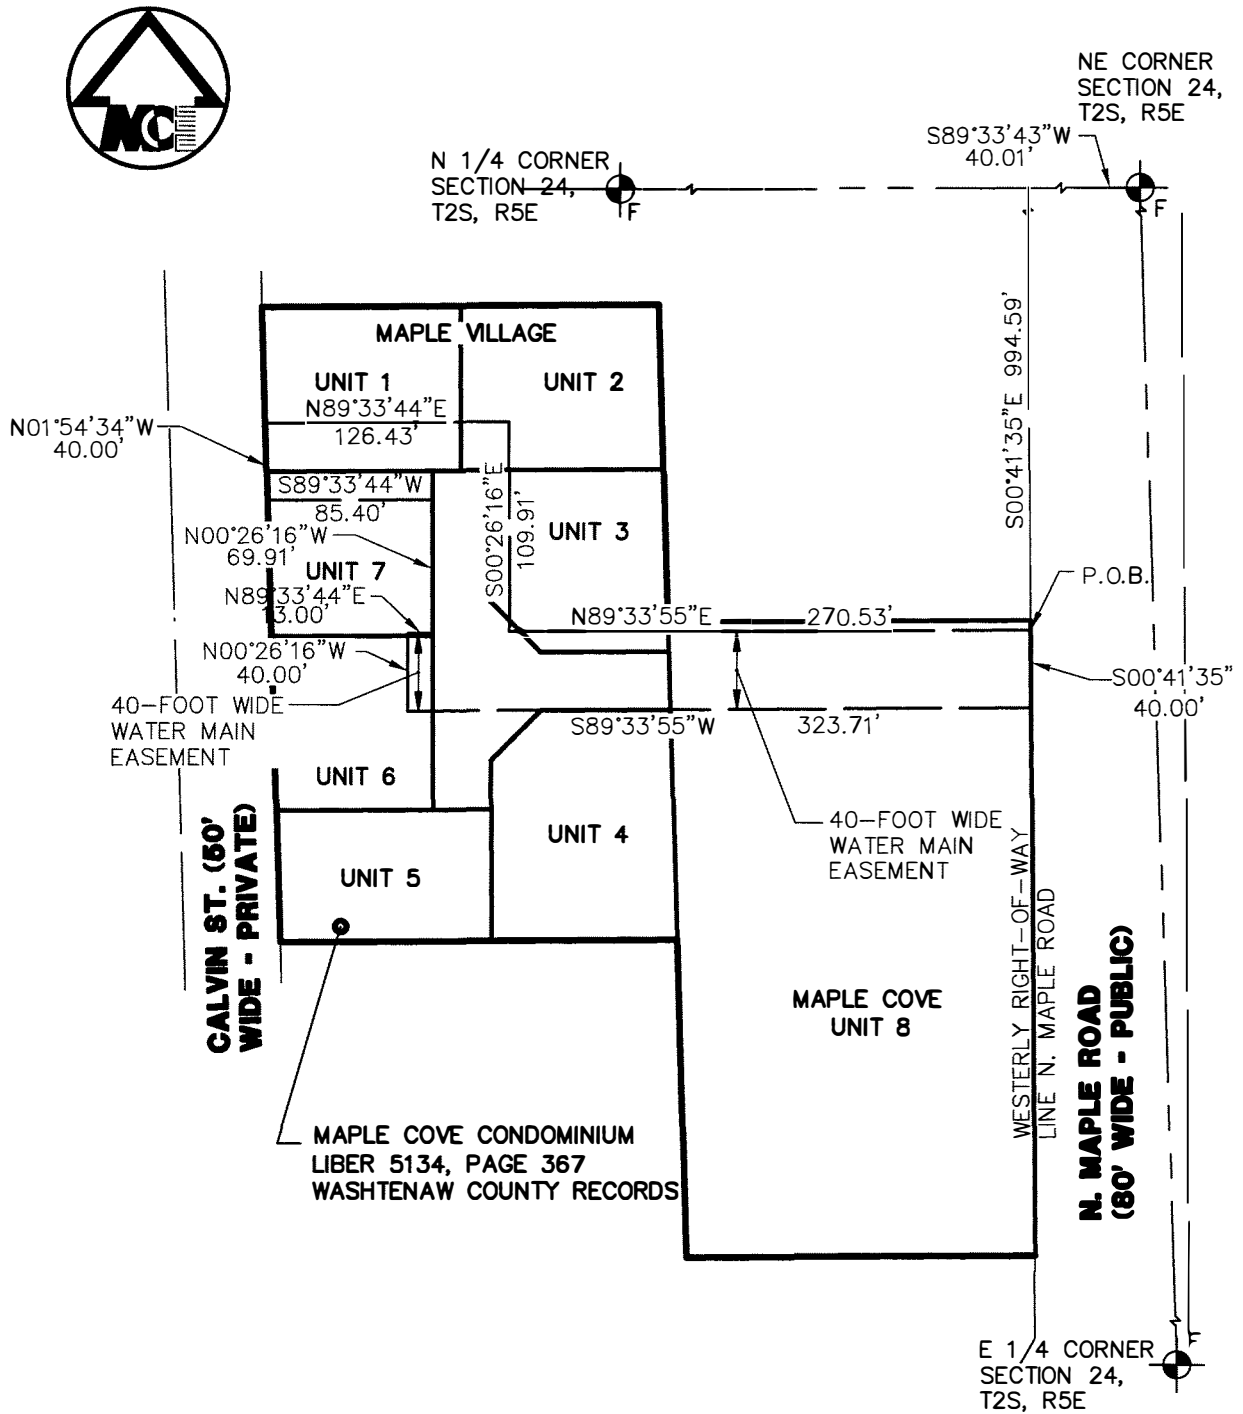 MCE
NE CORNER
SECTION 24,
T2S, R5E
S89°33'43"W
40.01'
N 1/4 CORNER
SECTION 24,
T2S, R5E
F
F
S00°41'35"E 994.59'
MAPLE VILLAGE
UNIT 1
UNIT 2
N89°33'44"E
126.43'
N01°54'34"W
40.00'
S89°33'44"W
85.40'
S00°26'16"E
109.91'
UNIT 3
N00°26'16"W
69.91'
UNIT 7
N89°33'44"E
13.00'
P.O.B.
N89°33'55"E
270.53'
N00°26'16"W
40.00'
S00°41'35"
40.00'
40-FOOT WIDE
WATER MAIN
EASEMENT
S89°33'55"W
323.71'
UNIT 6
40-FOOT WIDE
WATER MAIN
EASEMENT
UNIT 4
UNIT 5
CALVIN ST. (50'
WIDE - PRIVATE)
WESTERLY RIGHT-OF-WAY
LINE N. MAPLE ROAD
N. MAPLE ROAD
(80' WIDE - PUBLIC)
MAPLE COVE
UNIT 8
MAPLE COVE CONDOMINIUM
LIBER 5134, PAGE 367
WASHTENAW COUNTY RECORDS
E 1/4 CORNER
SECTION 24,
T2S, R5E
F